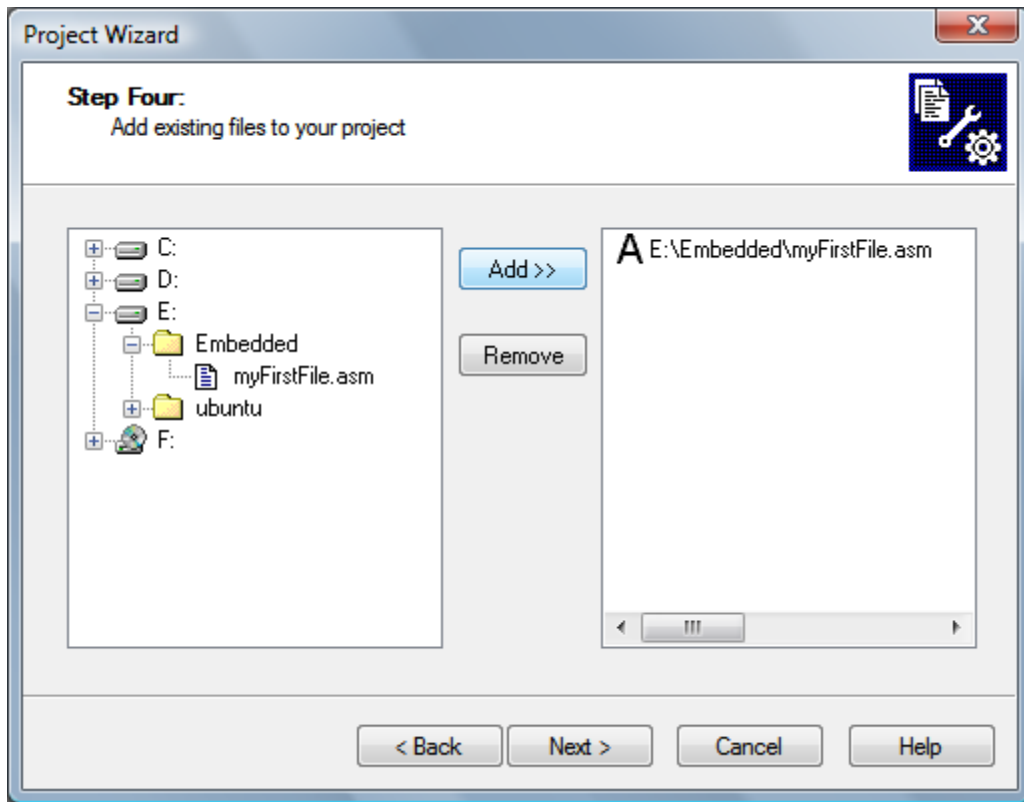 Project Wizard
Step Four:
Add existing files to your project
C:
D:
E:
Embedded
myFirstFile.asm
ubuntu
F:
Add >>
Remove
A E:\Embedded\myFirstFile.asm
< Back
Next >
Cancel
Help